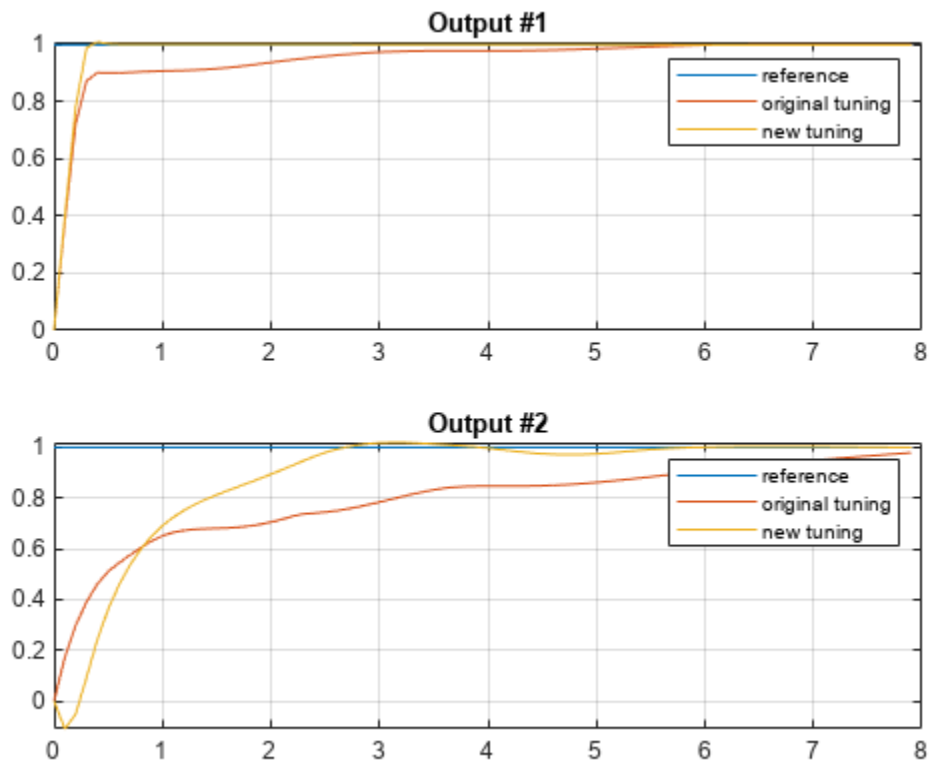 Output #1
1
0.8
0.6
0.4
0.2
0
reference
original tuning
new tuning
0 1 2 3 4 5 6 7 8
Output #2
1
0.8
0.6
0.4
0.2
0
reference
original tuning
new tuning
0 1 2 3 4 5 6 7 8